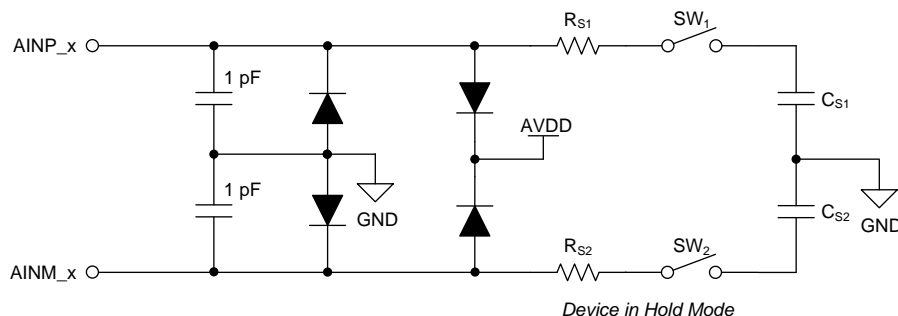 R_S1
SW_1
AINP_x
1 pF
C_S1
AVDD
1 pF
GND
C_S2
GND
R_S2
SW_2
AINM_x
Device in Hold Mode